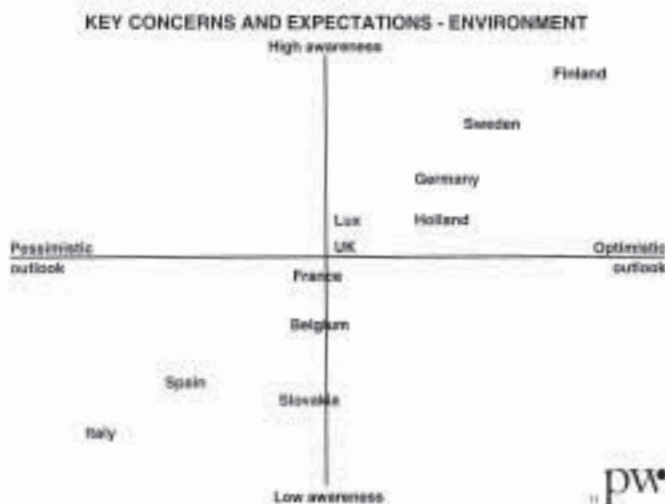 KEY CONCERNS AND EXPECTATIONS - ENVIRONMENT
High awareness
Finland
Sweden
Germany
Lux
Holland
Pessimistic
outlook
UK
Optimistic
outlook
France
Belgium
Spain
Slovakia
Italy
Low awareness
pw